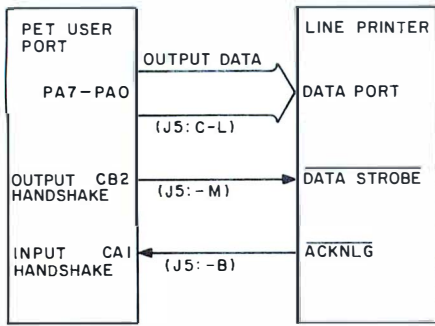 PET USER
PORT
LINE PRINTER
OUTPUT DATA
PA7-PA0
DATA PORT
(J5:C-L)
OUTPUT CB2
HANDSHAKE
DATA STROBE
(J5:-M)
INPUT CA1
HANDSHAKE
ACKNLG
(J5:-B)